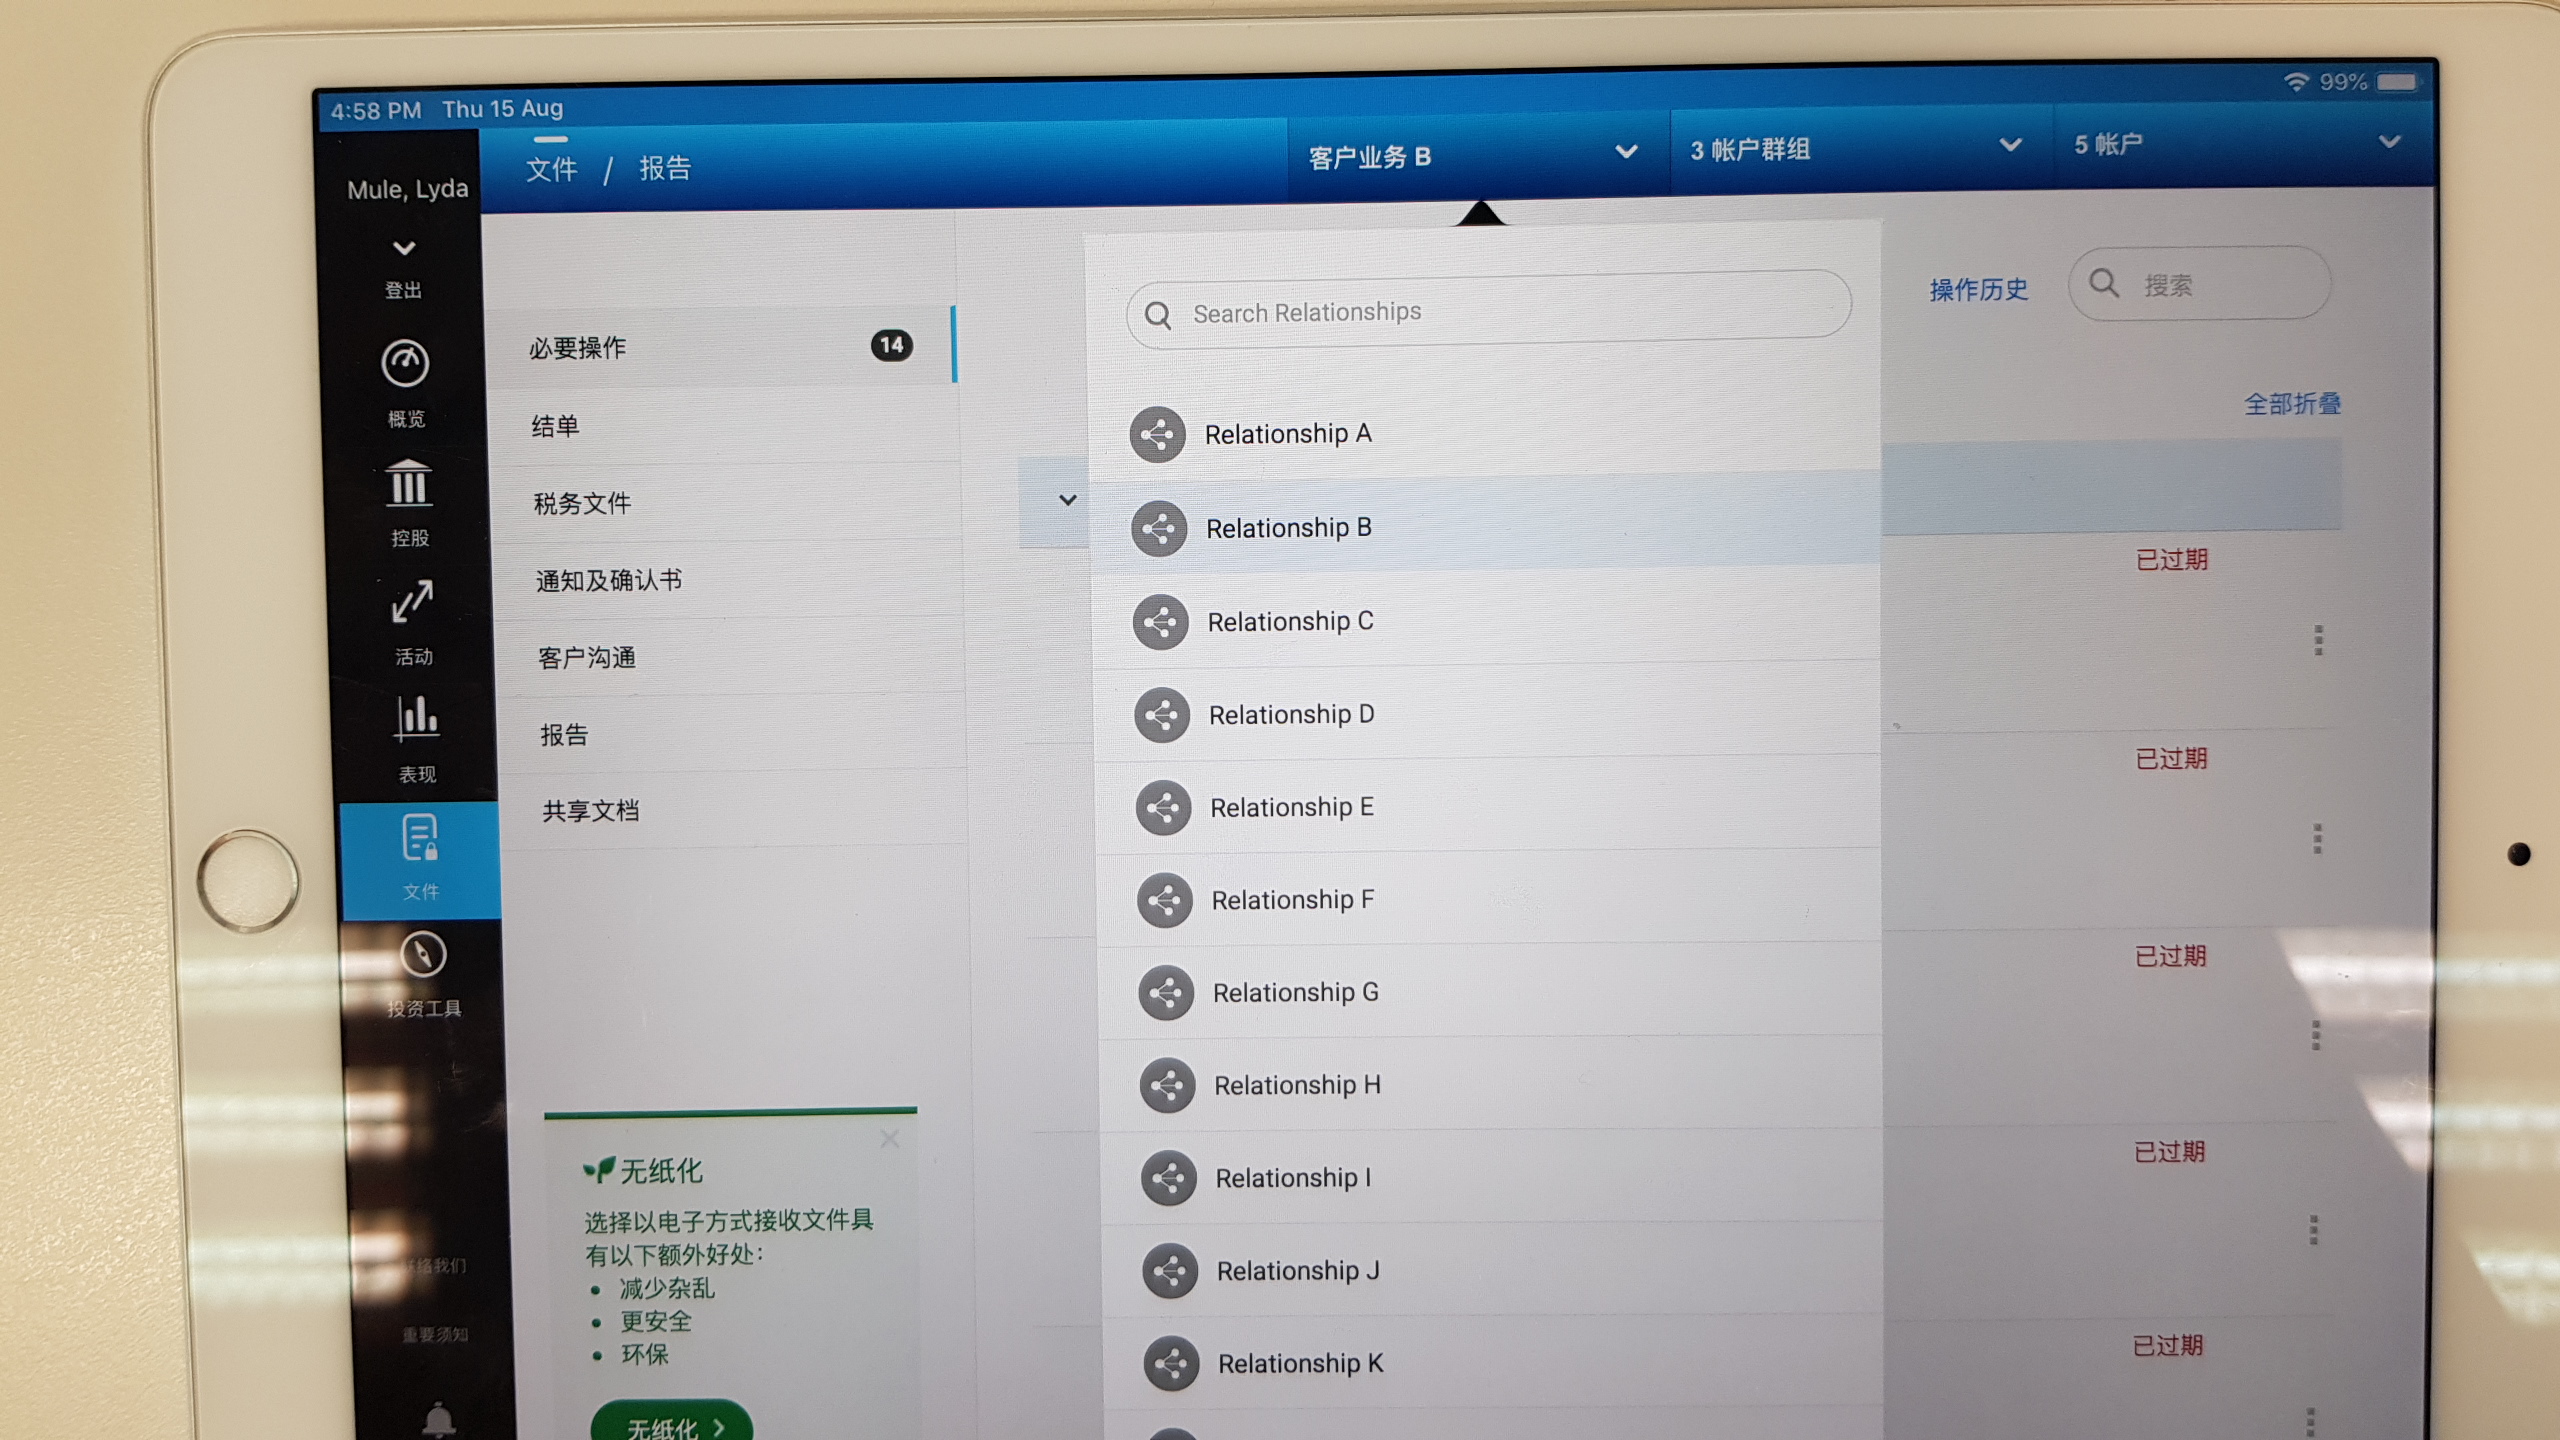 4:58 PM Thu 15 Aug
99%
Mule, Lyda
文件 / 报告
客户业务 B
3 帐户群组
5 帐户
登出
概览
控股
活动
表现
文件
投资工具
重要须知
必要操作
14
结单
税务文件
通知及确认书
客户沟通
报告
共享文档
无纸化
选择以电子方式接收文件具
有以下额外好处：
• 减少杂乱
• 更安全
• 环保
无纸化
Search Relationships
Relationship A
Relationship B
Relationship C
Relationship D
Relationship E
Relationship F
Relationship G
Relationship H
Relationship I
Relationship J
Relationship K
操作历史
搜索
全部折叠
已过期
已过期
已过期
已过期
已过期